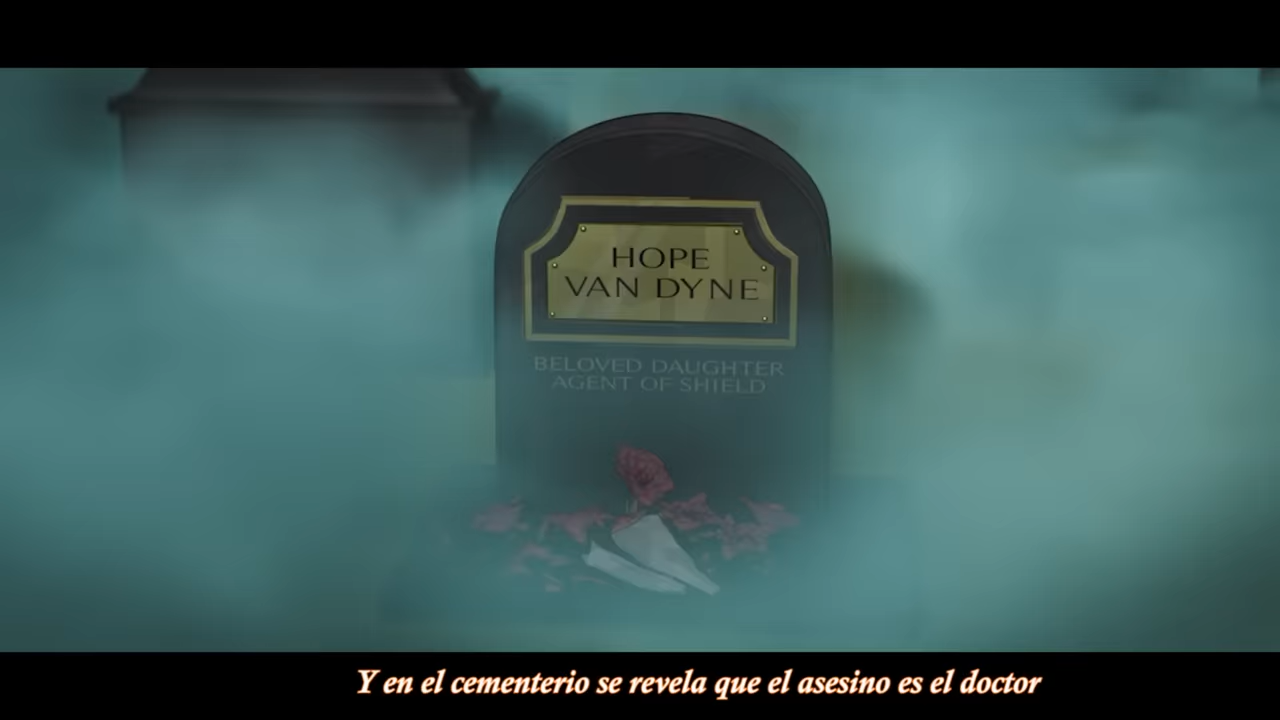 HOPE
VAN DYNE
BELOVED DAUGHTER
AGENT OF SHIELD
Y en el cementerio se revela que el asesino es el doctor